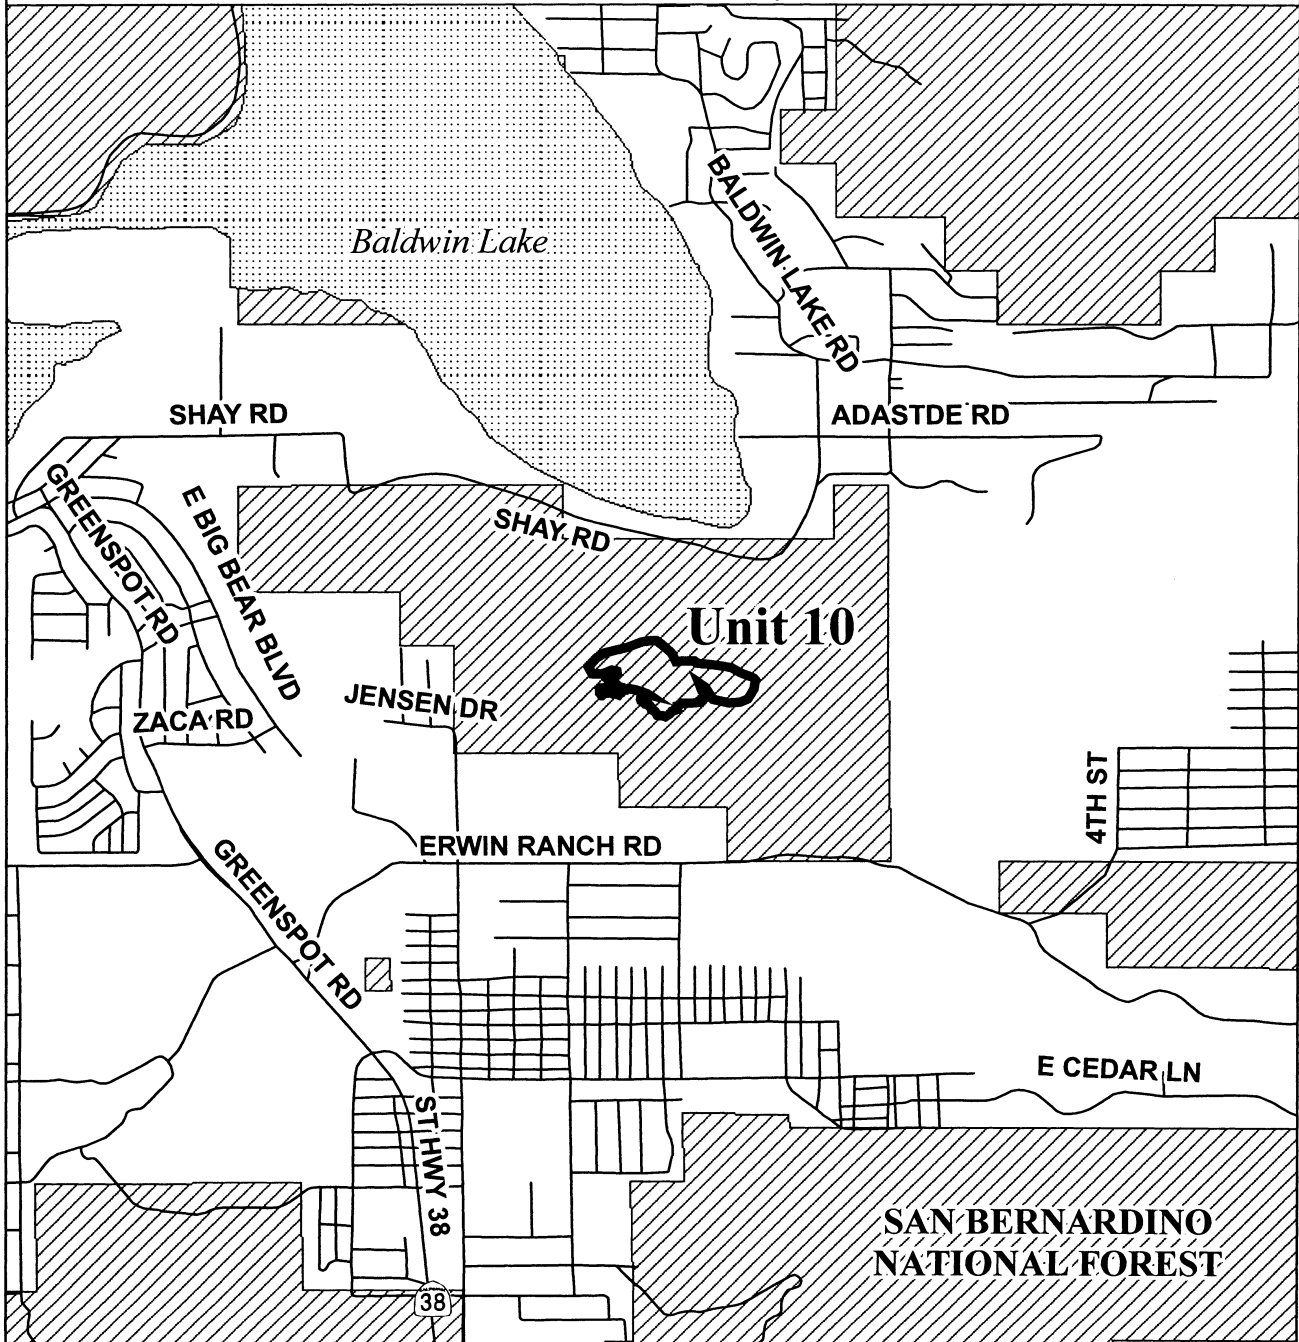 Baldwin Lake
BALDWIN LAKE RD
SHAY RD
ADASTDE RD
GREENSPOT RD
E BIG BEAR BLVD
SHAY RD
Unit 10
JENSEN DR
ZACA RD
4TH ST
ERWIN RANCH RD
GREENSPOT RD
E CEDAR LN
ST HWY 38
SAN BERNARDINO
NATIONAL FOREST
38